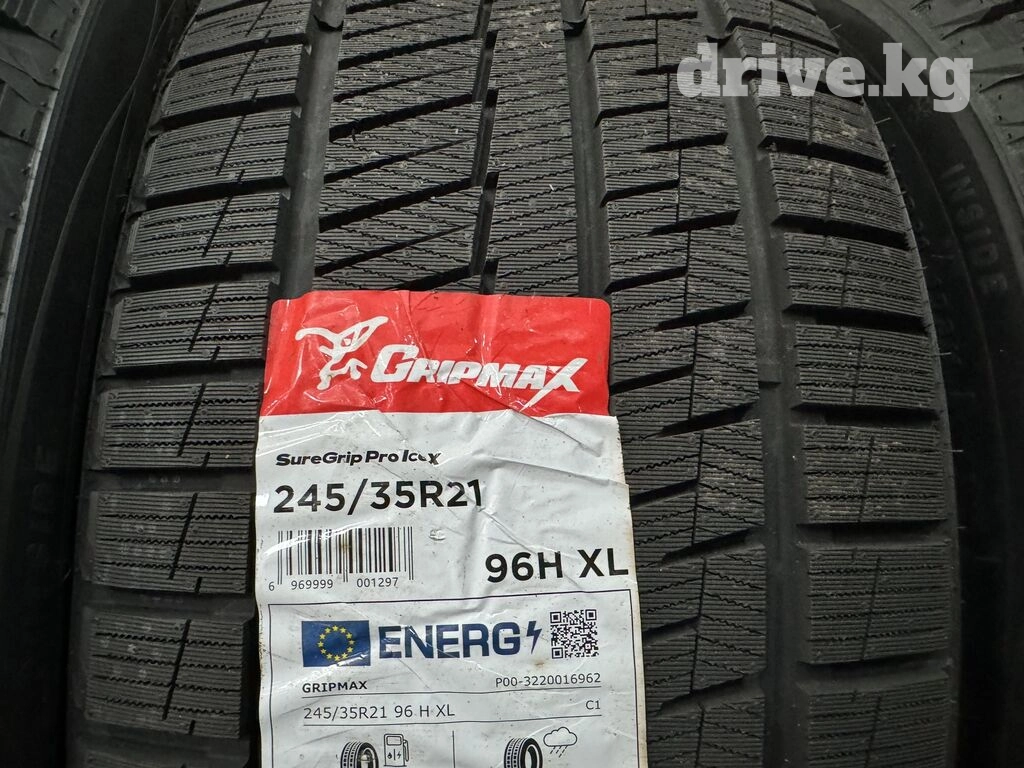 drive.kg
INSIDE
GRIPMAX
SureGrip Pro Icex
245/35R21
6 969999 001297
96H XL
ENERG
GRIPMAX
P00-3220016962
245/35R21 96 H XL
C1